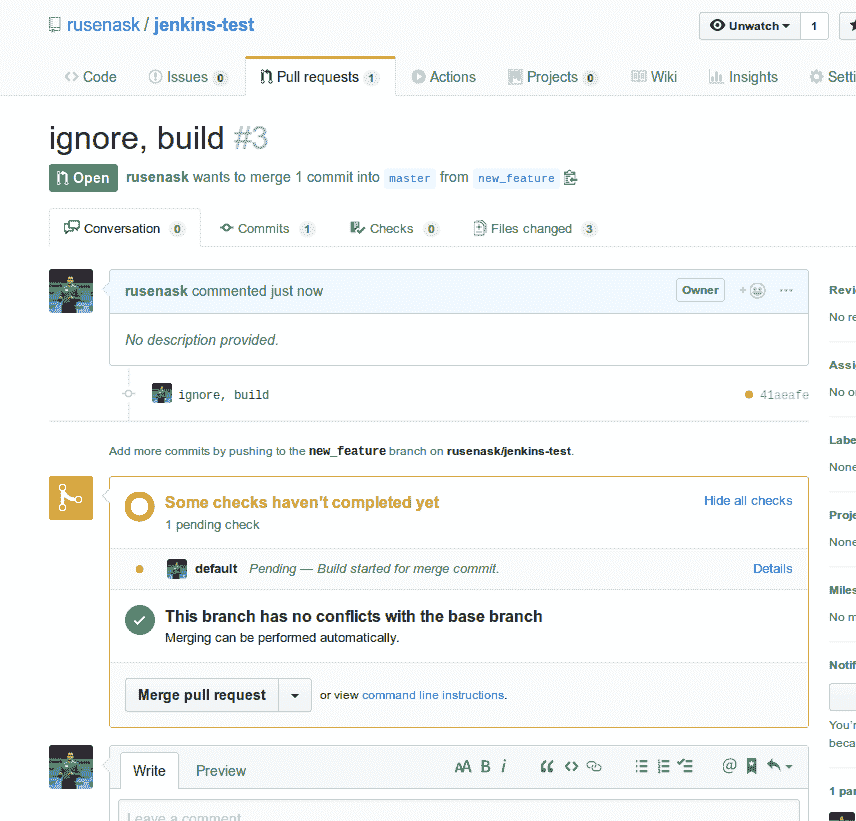 rusenask / jenkins-test
Unwatch 1
Code Issues 0 Pull requests 1 Actions Projects 0 Wiki Insights Setti
ignore, build #3
Open rusenask wants to merge 1 commit into master from new_feature
Conversation 0 Commits 1 Checks 0 Files changed 3
rusenask commented just now Owner
Revi
No re
No description provided.
Assi
No o
ignore, build 41aeafe
Labe
Add more commits by pushing to the new_feature branch on rusenask/jenkins-test.
None
Some checks haven't completed yet Hide all checks
1 pending check
Proje
None
default Pending — Build started for merge commit. Details
Miles
This branch has no conflicts with the base branch
No m
Merging can be performed automatically.
Notif
Merge pull request or view command line instructions.
You'r
beca
Write Preview AA B i @
1 par
Leave a comment